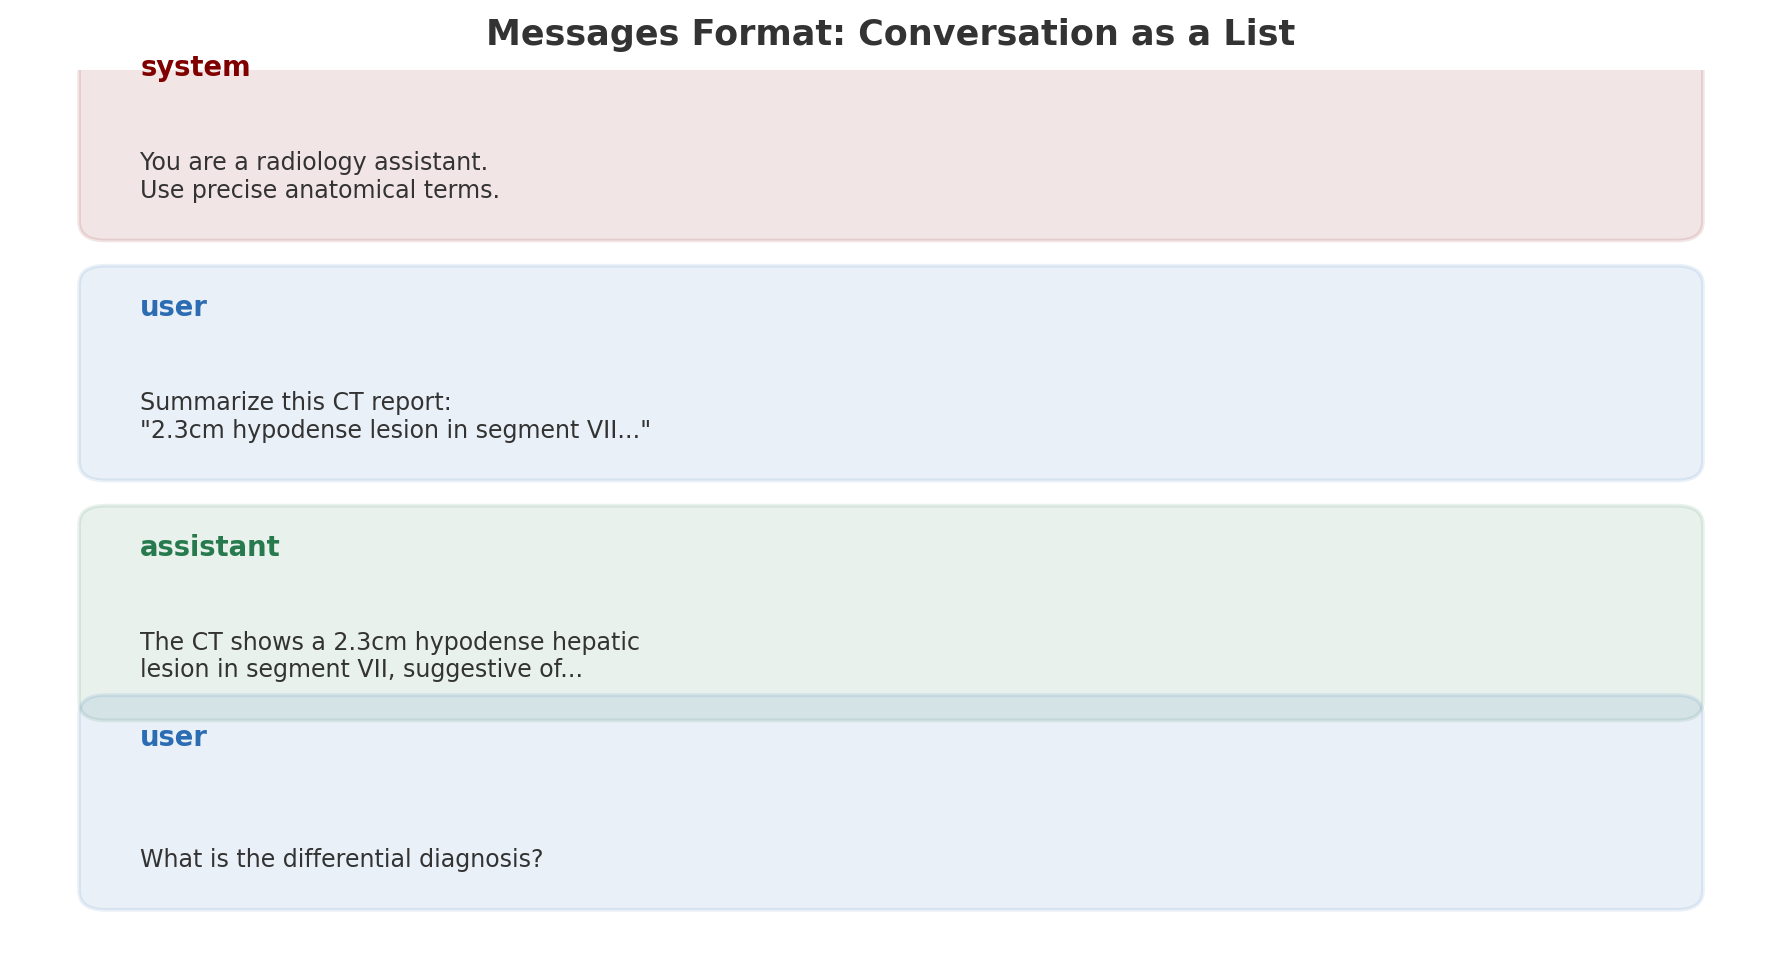 Messages Format: Conversation as a List
system
You are a radiology assistant.
Use precise anatomical terms.
user
Summarize this CT report:
"2.3cm hypodense lesion in segment VII..."
assistant
The CT shows a 2.3cm hypodense hepatic
lesion in segment VII, suggestive of...
user
What is the differential diagnosis?